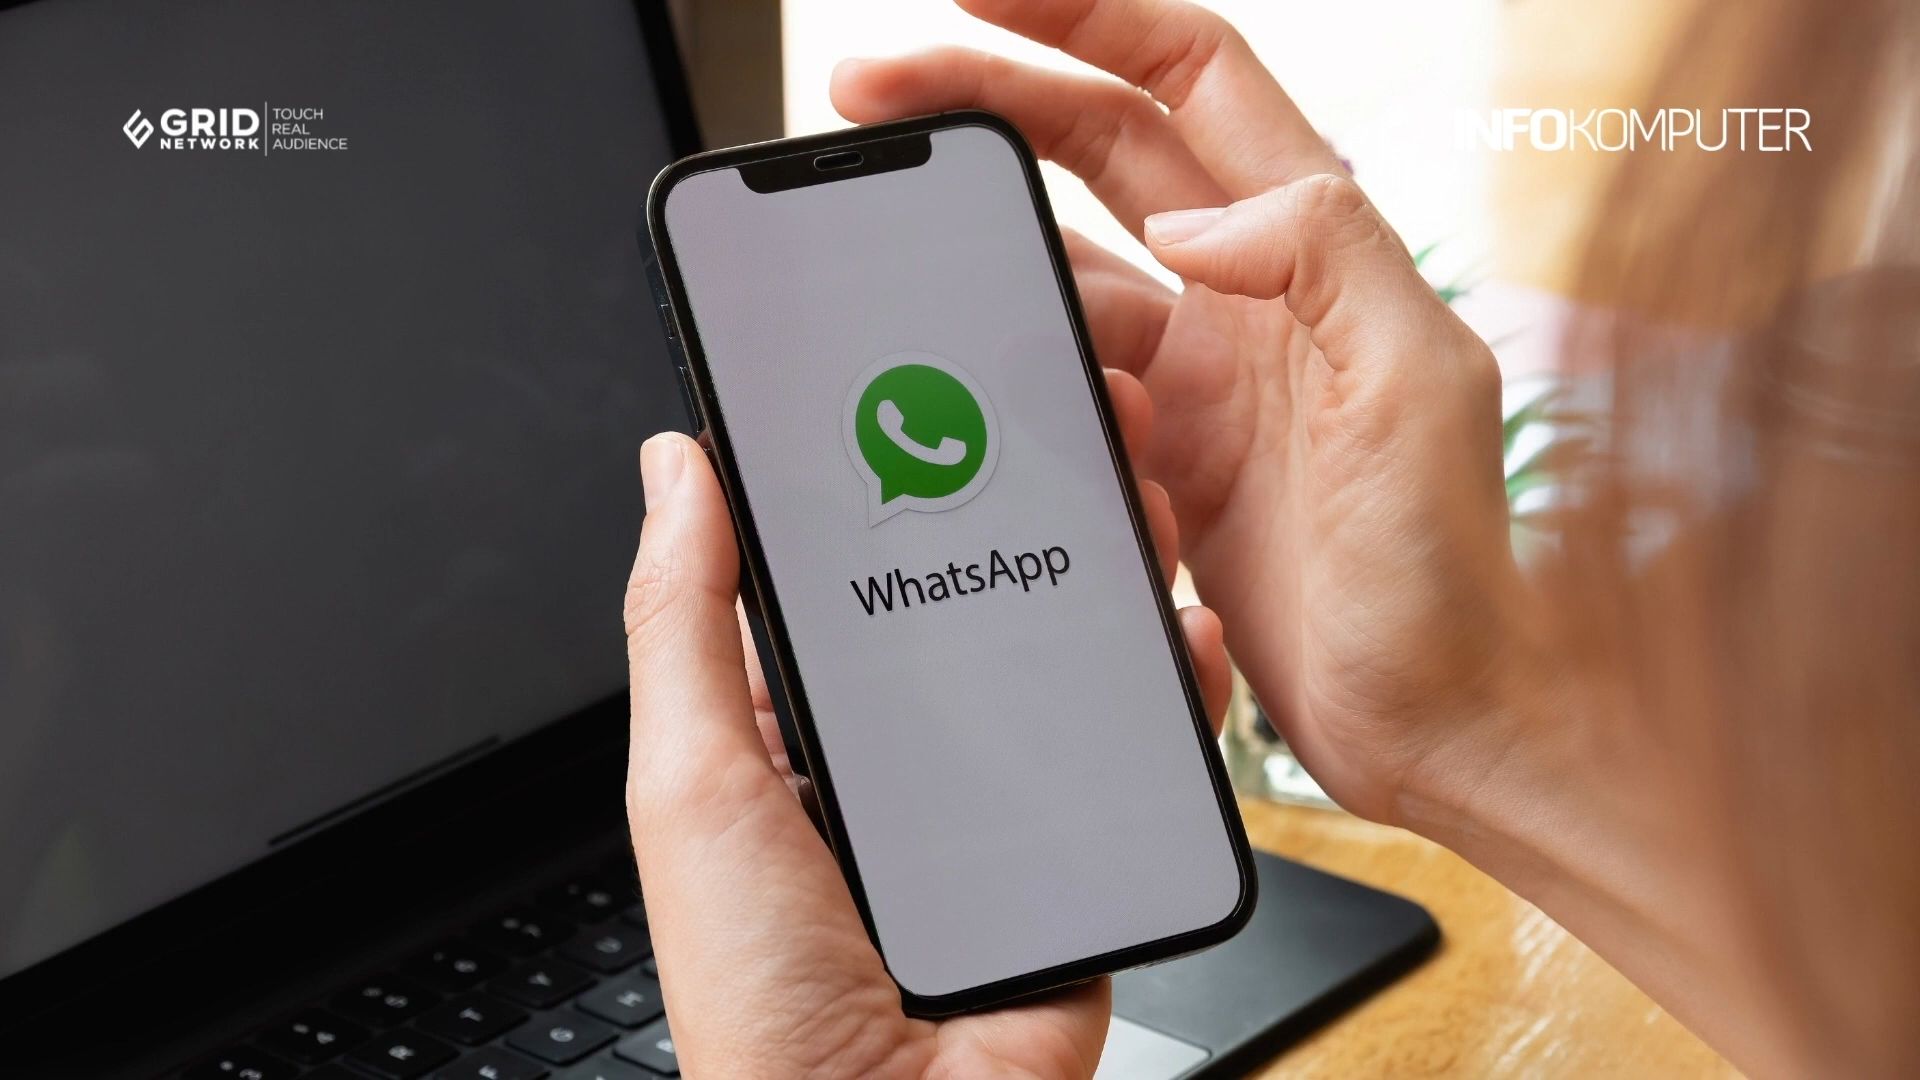 GRID
NETWORK
TOUCH
REAL
AUDIENCE
INFOKOMPUTER
WhatsApp